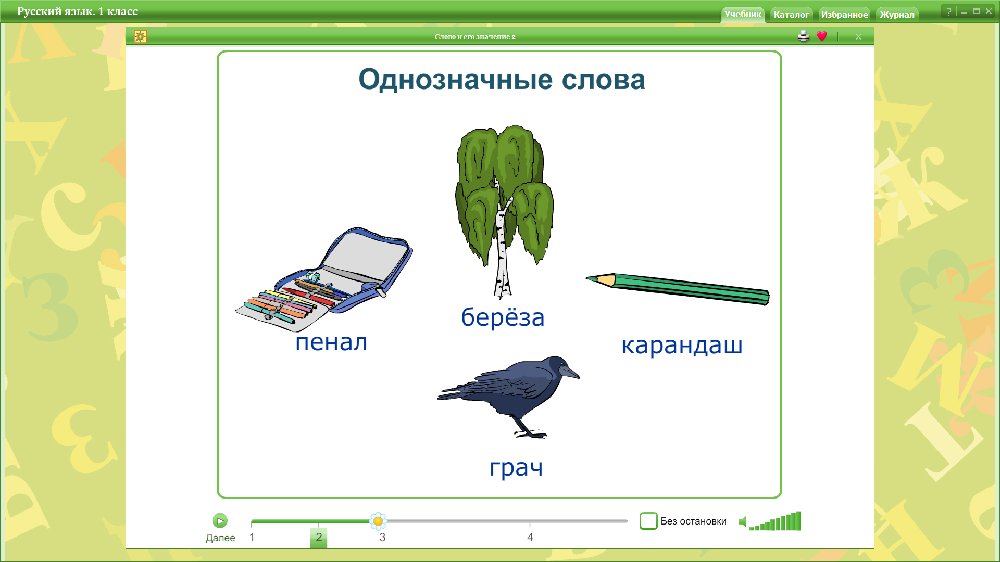 Русский язык. 1 класс
Учебник
Каталог
Избранное
Журнал
?
Слово и его значение 2
Однозначные слова
берёза
пенал
карандаш
грач
Далее
1
2
3
4
Без остановки